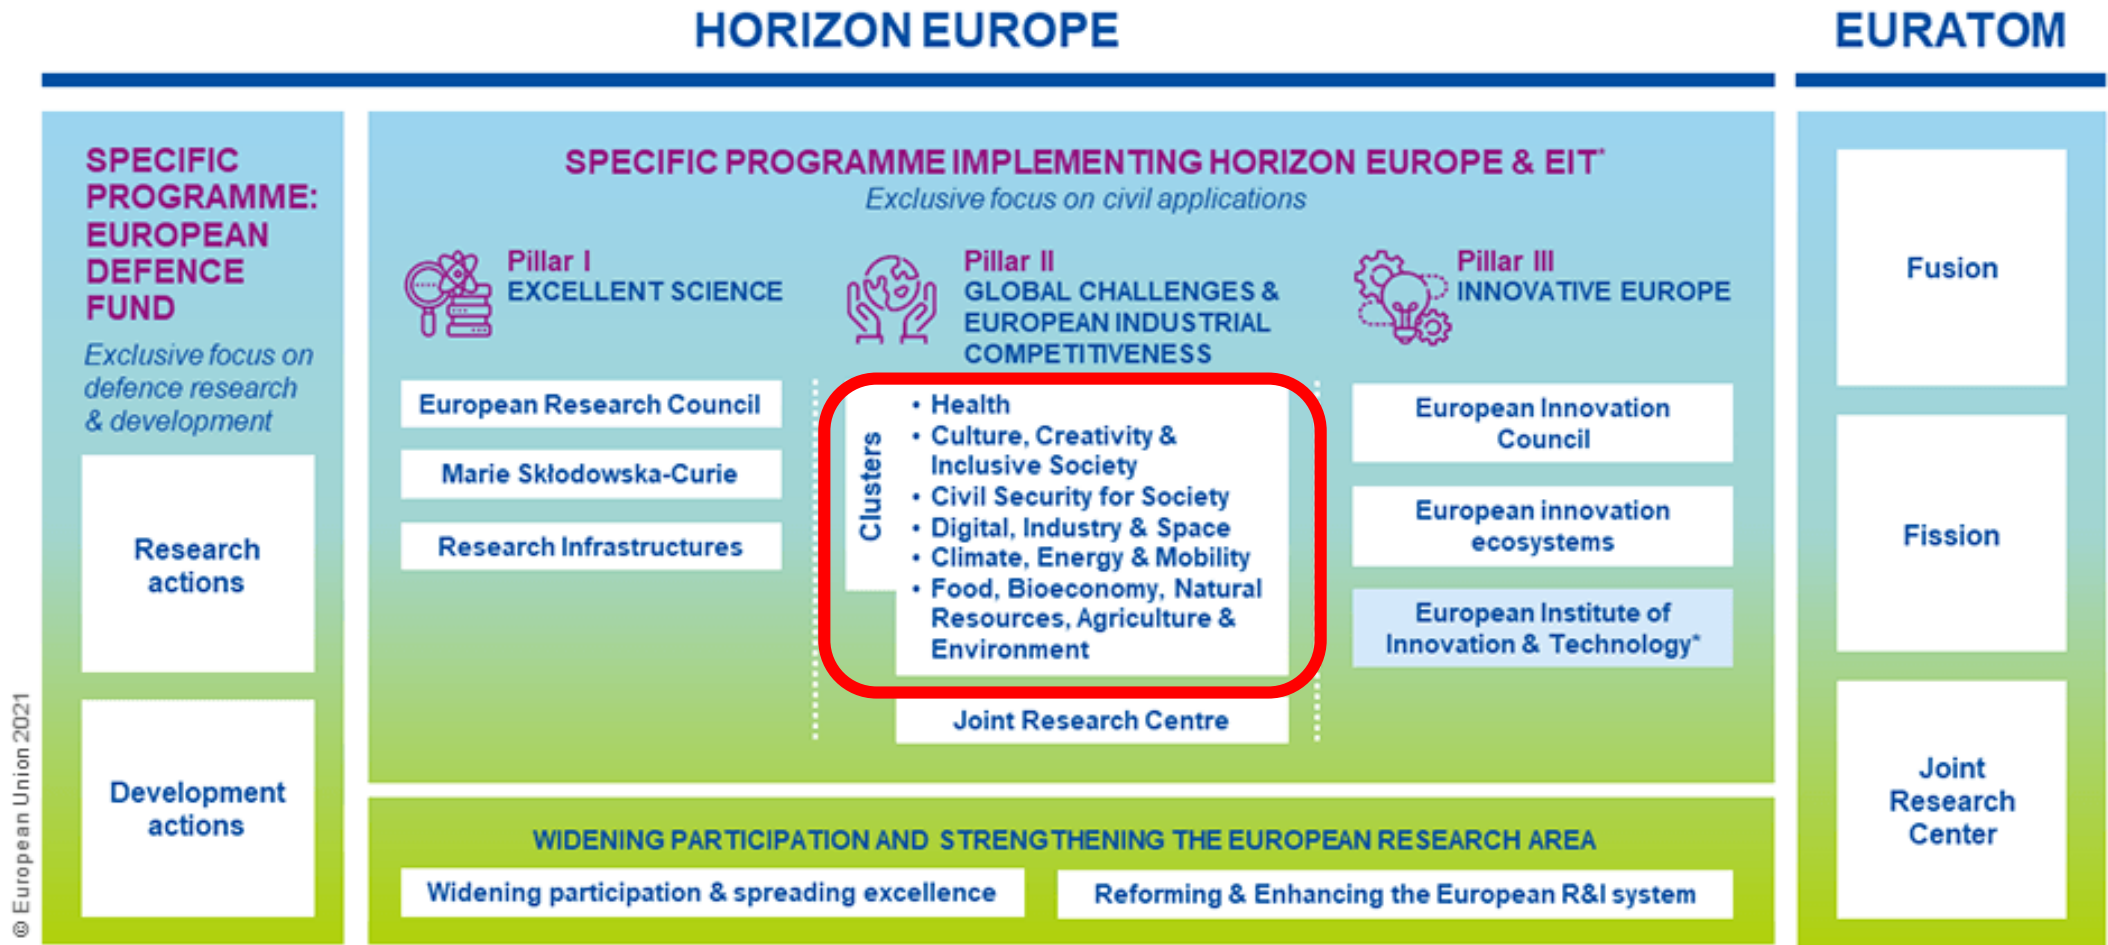 HORIZON EUROPE
EURATOM
SPECIFIC
PROGRAMME:
EUROPEAN
DEFENCE
FUND
Exclusive focus on
defence research
& development
Research
actions
Development
actions
SPECIFIC PROGRAMME IMPLEMENTING HORIZON EUROPE & EIT*
Exclusive focus on civil applications
Pillar I
EXCELLENT SCIENCE
European Research Council
Marie Skłodowska-Curie
Research Infrastructures
Pillar II
GLOBAL CHALLENGES &
EUROPEAN INDUSTRIAL
COMPETITIVENESS
Clusters
• Health
• Culture, Creativity &
Inclusive Society
• Civil Security for Society
• Digital, Industry & Space
• Climate, Energy & Mobility
• Food, Bioeconomy, Natural
Resources, Agriculture &
Environment
Joint Research Centre
Pillar III
INNOVATIVE EUROPE
European Innovation
Council
European innovation
ecosystems
European Institute of
Innovation & Technology*
WIDENING PARTICIPATION AND STRENGTHENING THE EUROPEAN RESEARCH AREA
Widening participation & spreading excellence
Reforming & Enhancing the European R&I system
Fusion
Fission
Joint
Research
Center
© European Union 2021